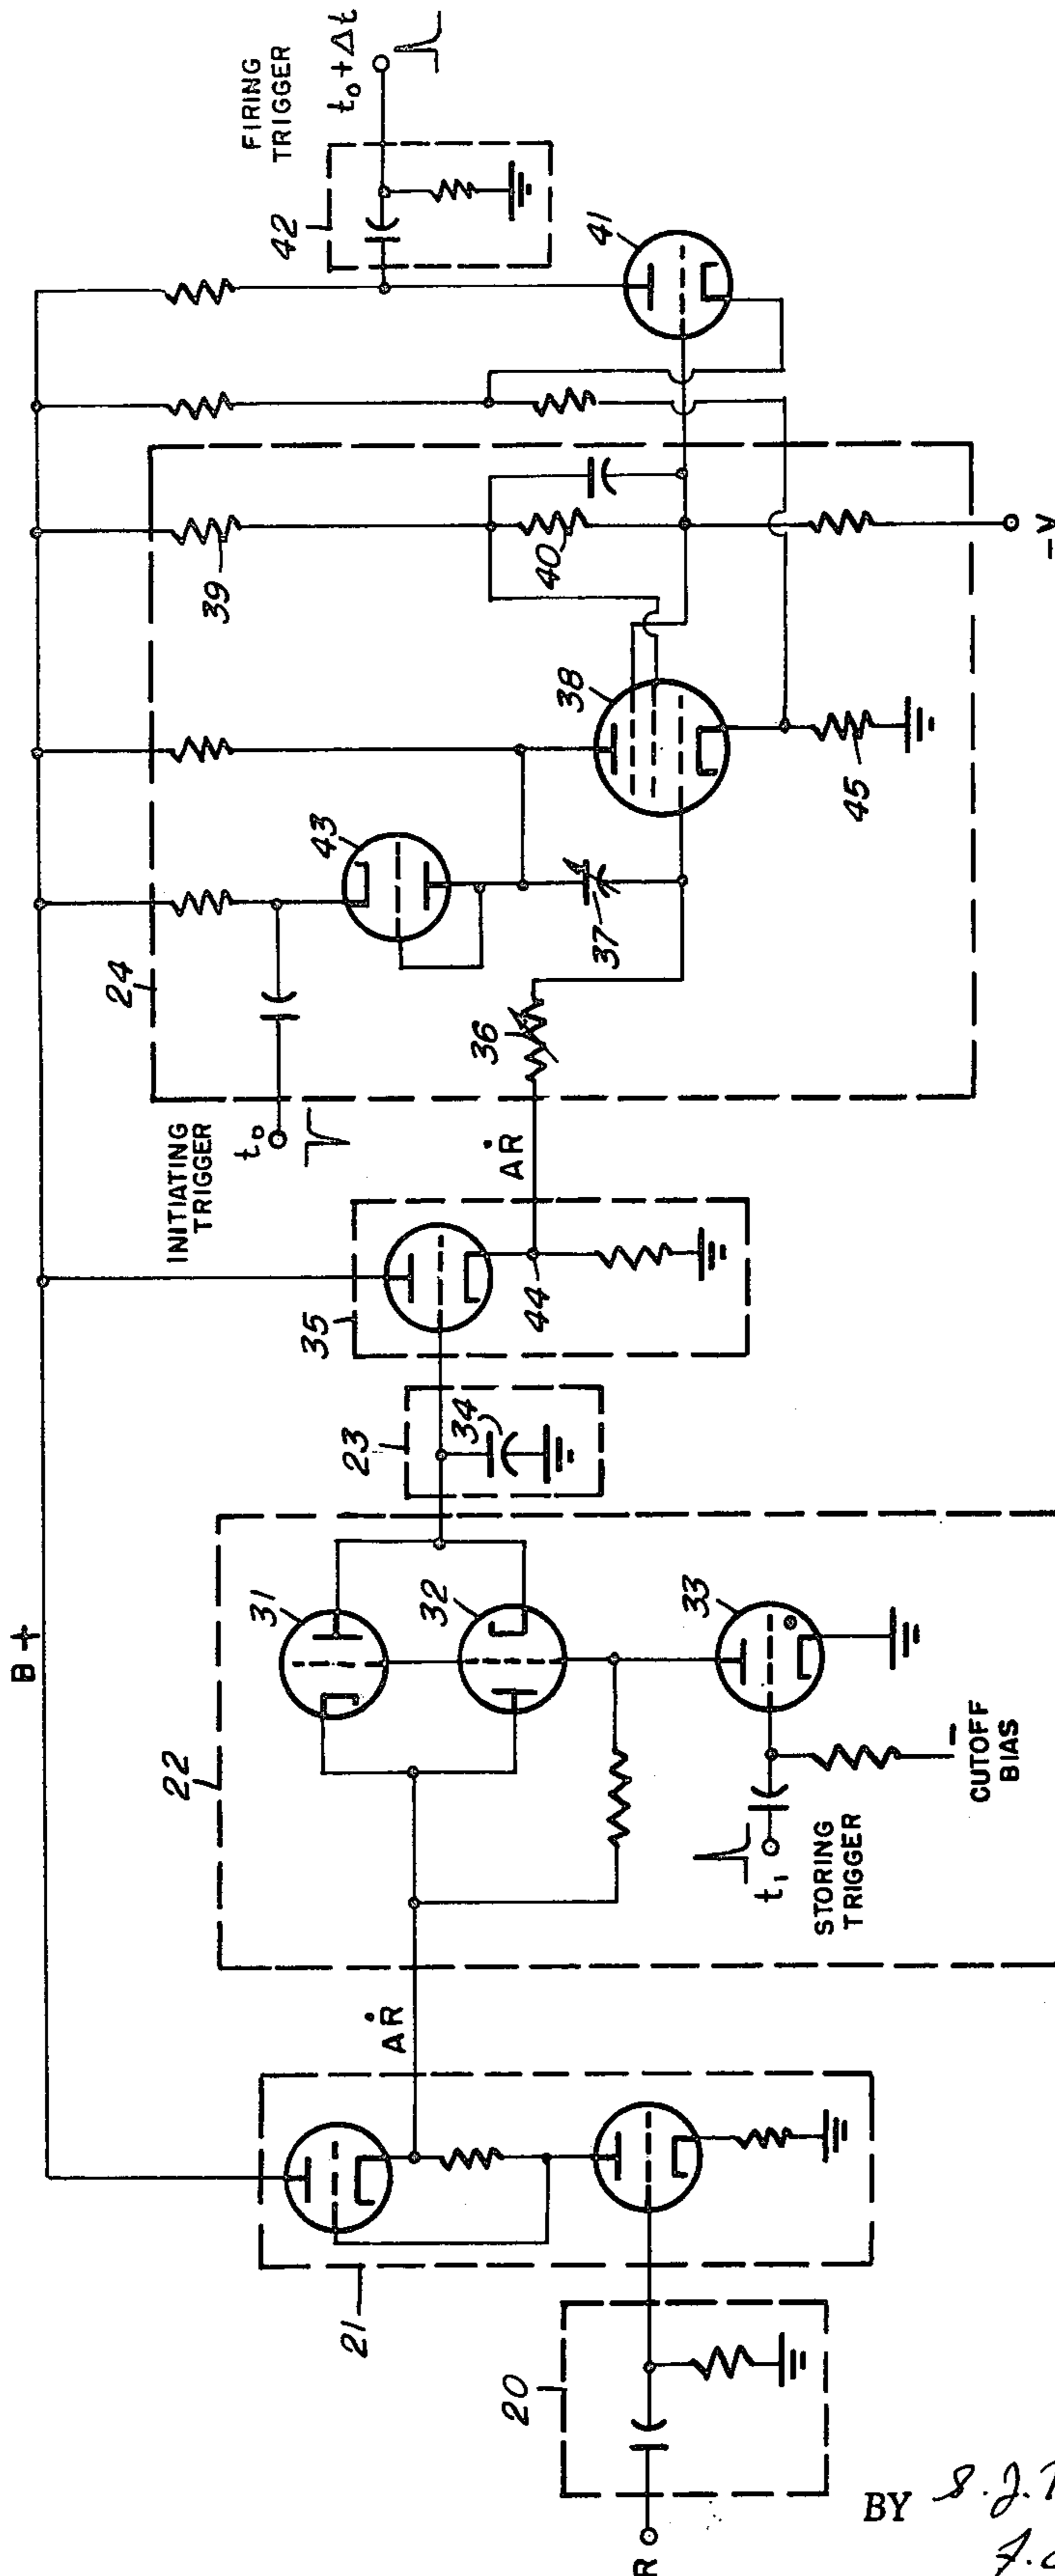 B+
FIRING
TRIGGER
t₀ + Δt
42
41
39
40
38
-V
43
37
45
24
36
INITIATING
TRIGGER
t₀
AṘ
35
44
23
34
31
32
33
22
CUTOFF
BIAS
STORING
TRIGGER
t₁
AṘ
21
20
R
BY